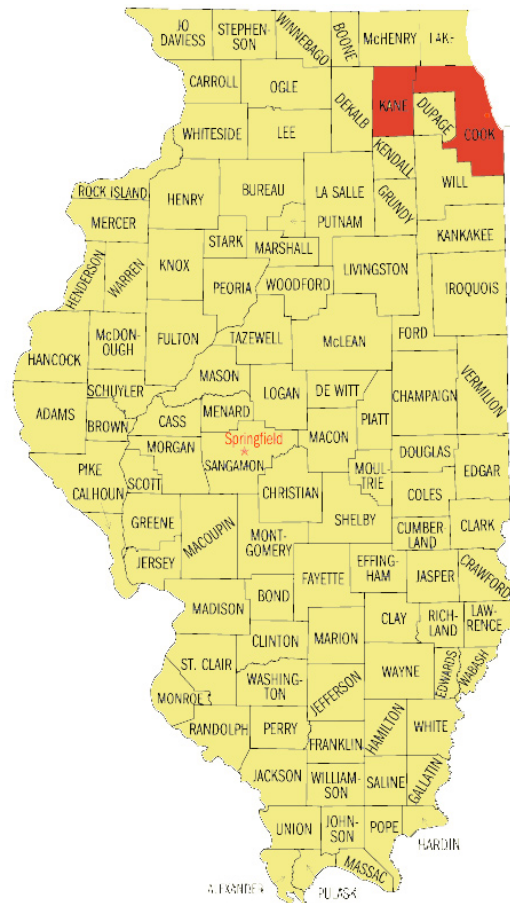 JO
DAVIESS
STEPHEN-
SON
WINNEBAGO
BOONE
McHENRY
LAK-
CARROLL
OGLE
DEKALB
KANE
DUPAGE
COOK
WHITESIDE
LEE
KENDALL
WILL
ROCK ISLAND
HENRY
BUREAU
LA SALLE
GRUNDY
MERCER
PUTNAM
KANKAKEE
STARK
MARSHALL
HENDERSON
WARREN
KNOX
PEORIA
WOODFORD
LIVINGSTON
IROQUOIS
McDON-
OUGH
FULTON
TAZEWELL
McLEAN
FORD
HANCOCK
MASON
SCHUYLER
LOGAN
DE WITT
CHAMPAIGN
VERMILION
ADAMS
BROWN
CASS
MENARD
PIATT
Springfield
MACON
MORGAN
SANGAMON
DOUGLAS
PIKE
MOUL-
TRIE
EDGAR
CALHOUN
SCOTT
CHRISTIAN
COLES
GREENE
MACOUPIN
SHELBY
MONT-
GOMERY
CUMBER-
LAND
CLARK
JERSEY
FAYETTE
EFFING-
HAM
JASPER
CRAWFORD
MADISON
BOND
CLAY
RICH-
LAND
LAW-
RENCE
CLINTON
MARION
ST. CLAIR
WAYNE
EDWARDS
WABASH
WASHING-
TON
JEFFERSON
MONROE
RANDOLPH
PERRY
HAMILTON
WHITE
FRANKLIN
JACKSON
WILLIAM-
SON
SALINE
GALLATIN
UNION
JOHN-
SON
POPE
HARDIN
MASSAC
ALEXANDER
PULASK